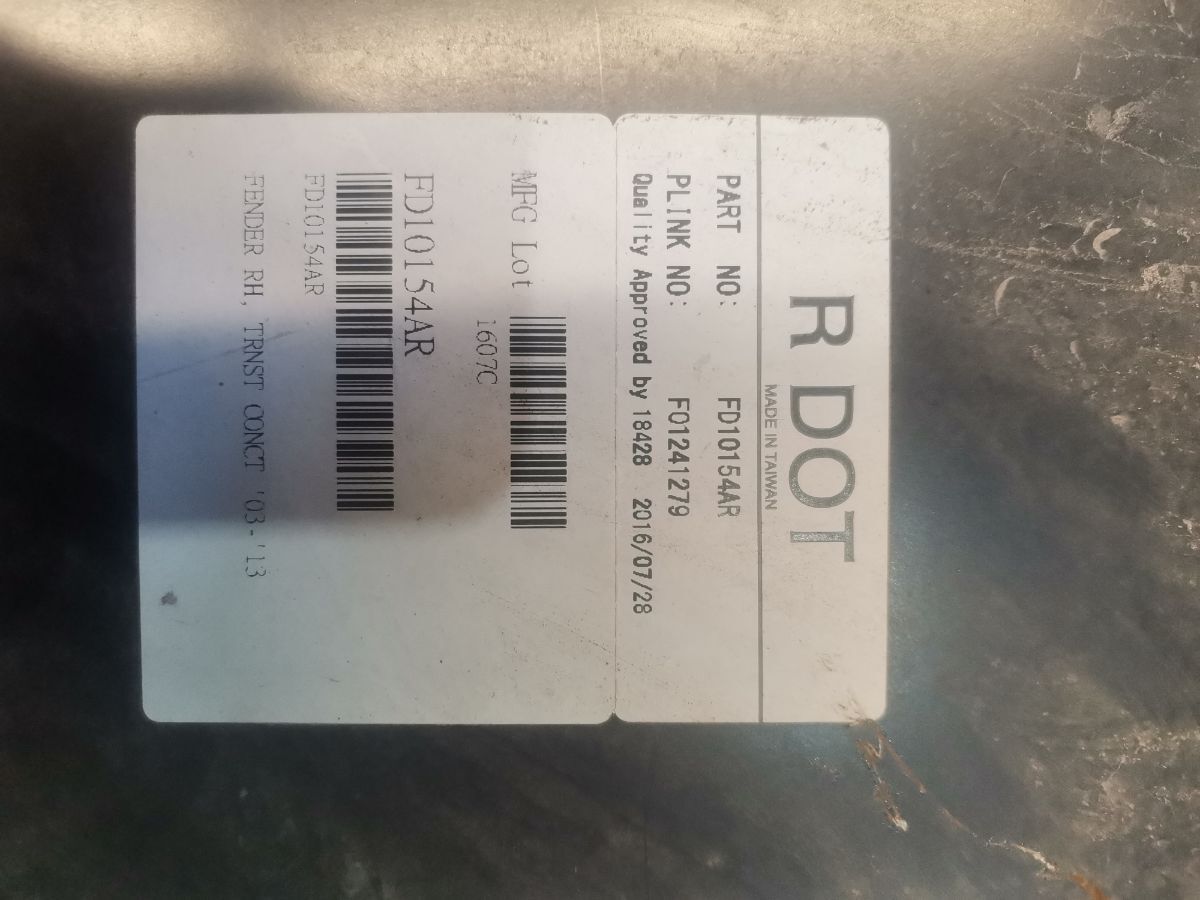 R DOT
MADE IN TAIWAN
PART NO: FD10154AR
PLINK NO: FO1241279
Quality Approved by 18428 2016/07/28
MFG Lot
1607C
FD10154AR
FD10154AR
FENDER RH, TRNST CONCT '03-'13